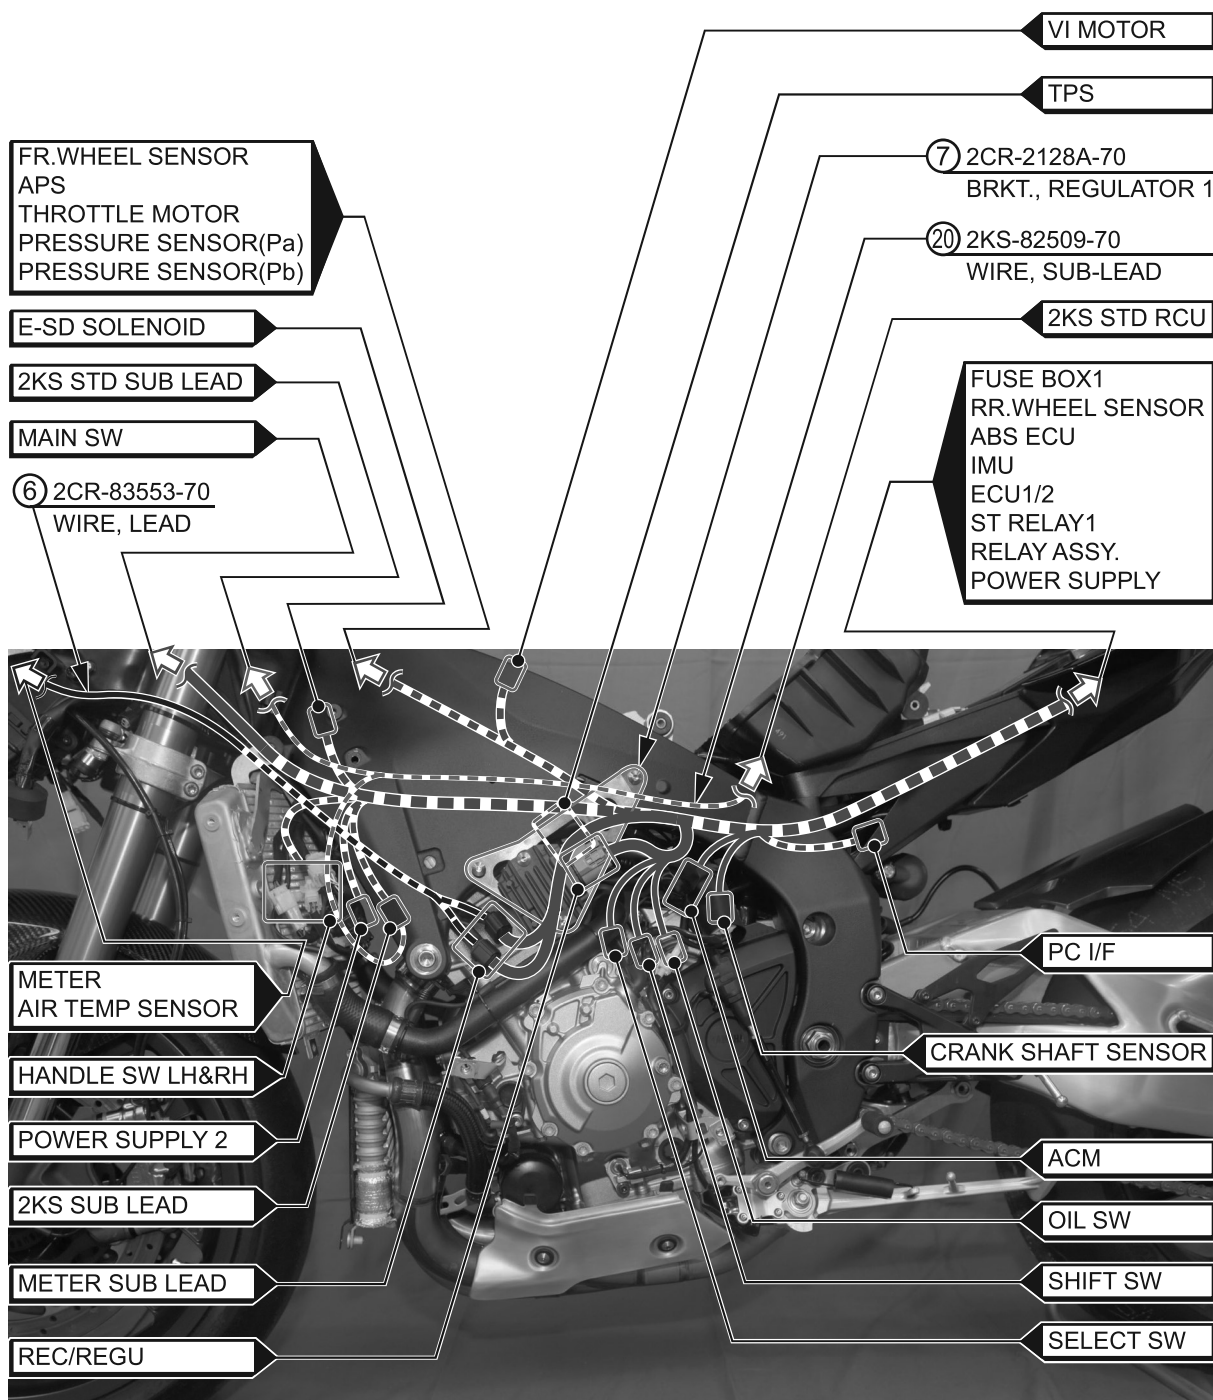 VI MOTOR
TPS
7 2CR-2128A-70
BRKT., REGULATOR 1
20 2KS-82509-70
WIRE, SUB-LEAD
2KS STD RCU
FUSE BOX1
RR.WHEEL SENSOR
ABS ECU
IMU
ECU1/2
ST RELAY1
RELAY ASSY.
POWER SUPPLY
FR.WHEEL SENSOR
APS
THROTTLE MOTOR
PRESSURE SENSOR(Pa)
PRESSURE SENSOR(Pb)
E-SD SOLENOID
2KS STD SUB LEAD
MAIN SW
6 2CR-83553-70
WIRE, LEAD
METER
AIR TEMP SENSOR
HANDLE SW LH&RH
POWER SUPPLY 2
2KS SUB LEAD
METER SUB LEAD
REC/REGU
PC I/F
CRANK SHAFT SENSOR
ACM
OIL SW
SHIFT SW
SELECT SW